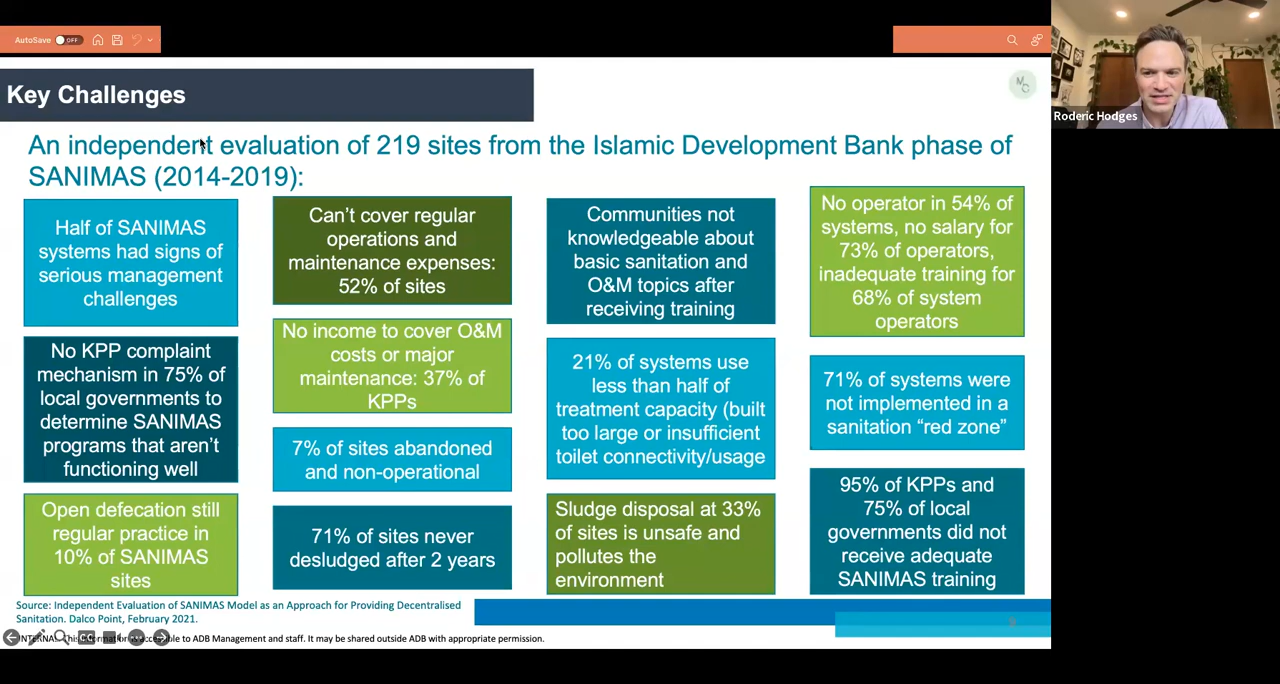 AutoSave OFF
Roderic Hodges
Key Challenges
MC
An independent evaluation of 219 sites from the Islamic Development Bank phase of
SANIMAS (2014-2019):
Half of SANIMAS
systems had signs of
serious management
challenges
No KPP complaint
mechanism in 75% of
local governments to
determine SANIMAS
programs that aren't
functioning well
Open defecation still
regular practice in
10% of SANIMAS
sites
Can't cover regular
operations and
maintenance expenses:
52% of sites
No income to cover O&M
costs or major
maintenance: 37% of
KPPs
7% of sites abandoned
and non-operational
71% of sites never
desludged after 2 years
Communities not
knowledgeable about
basic sanitation and
O&M topics after
receiving training
21% of systems use
less than half of
treatment capacity (built
too large or insufficient
toilet connectivity/usage
Sludge disposal at 33%
of sites is unsafe and
pollutes the
environment
No operator in 54% of
systems, no salary for
73% of operators,
inadequate training for
68% of system
operators
71% of systems were
not implemented in a
sanitation “red zone”
95% of KPPs and
75% of local
governments did not
receive adequate
SANIMAS training
Source: Independent Evaluation of SANIMAS Model as an Approach for Providing Decentralised
Sanitation. Dalco Point, February 2021.
INTERNAL. This information is accessible to ADB Management and staff. It may be shared outside ADB with appropriate permission.